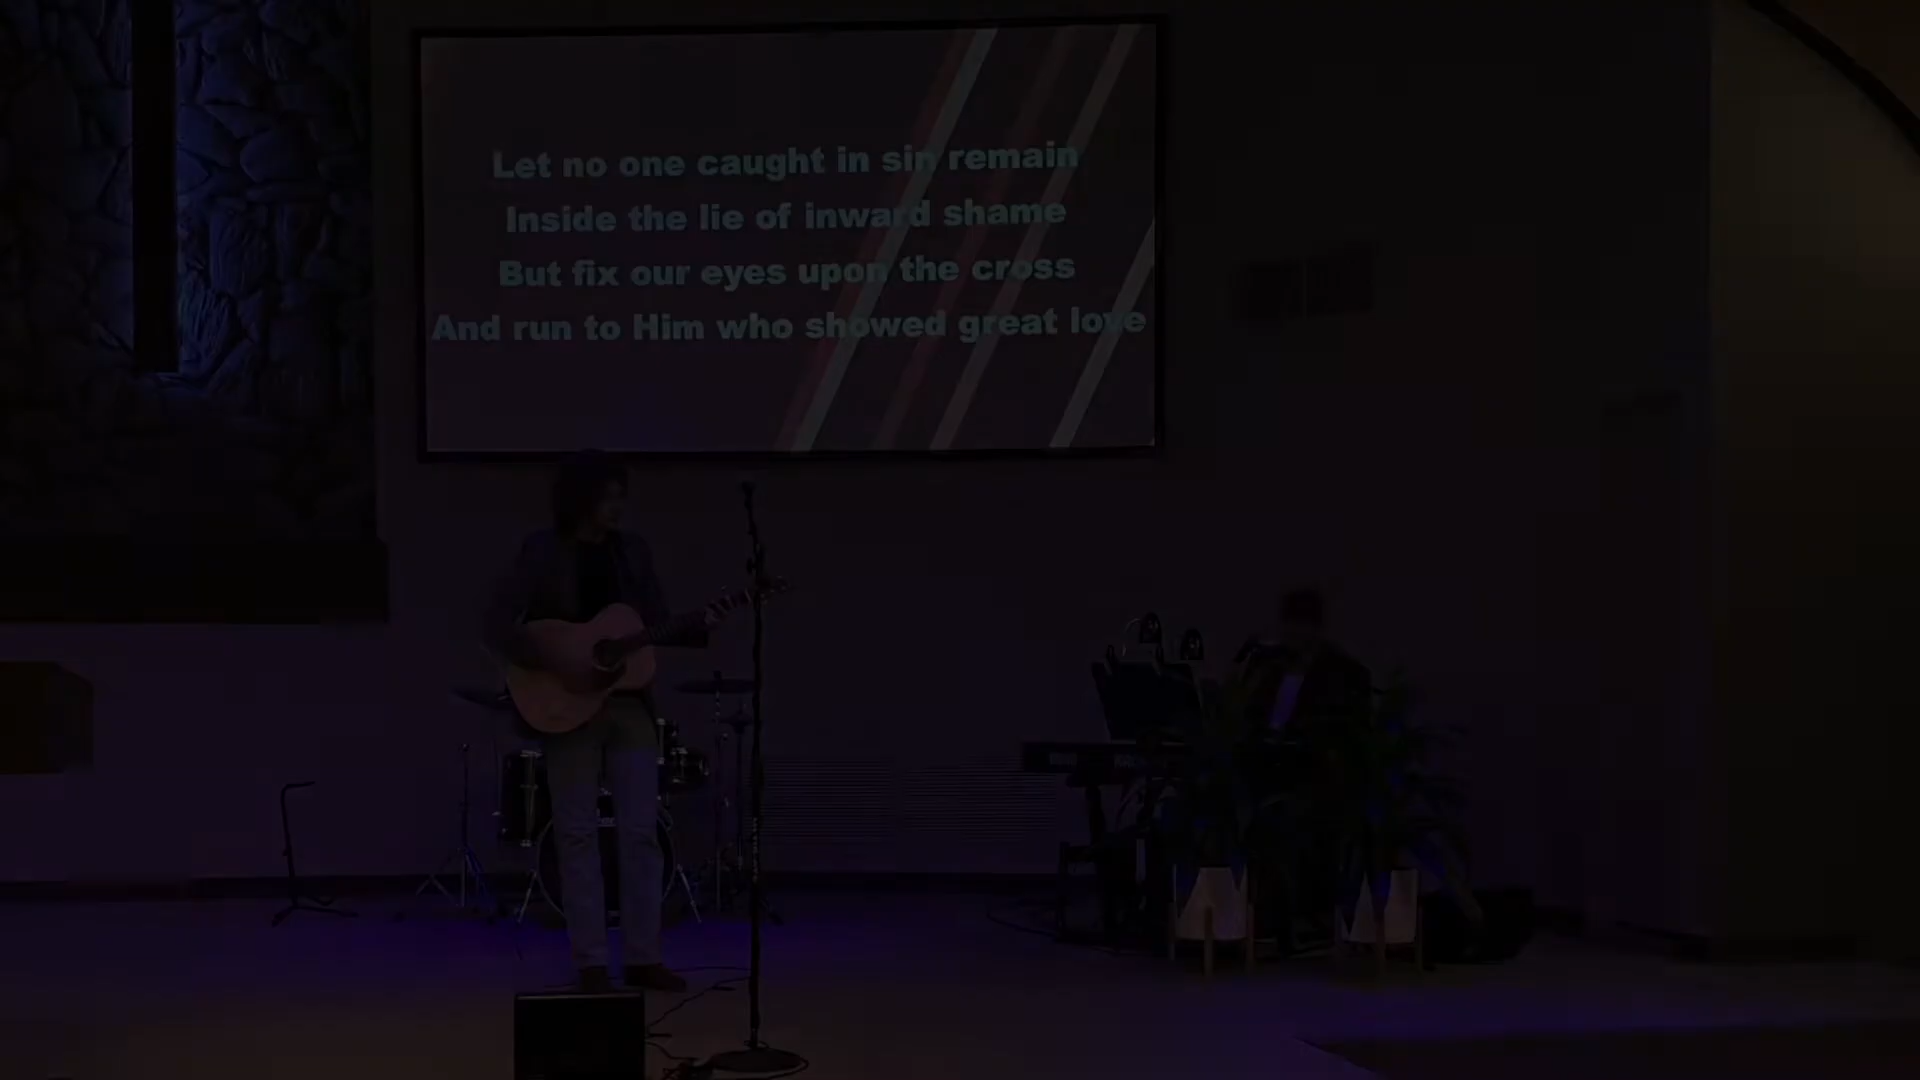 Let no one caught in sin remain
Inside the lie of inward shame
But fix our eyes upon the cross
And run to Him who showed great love